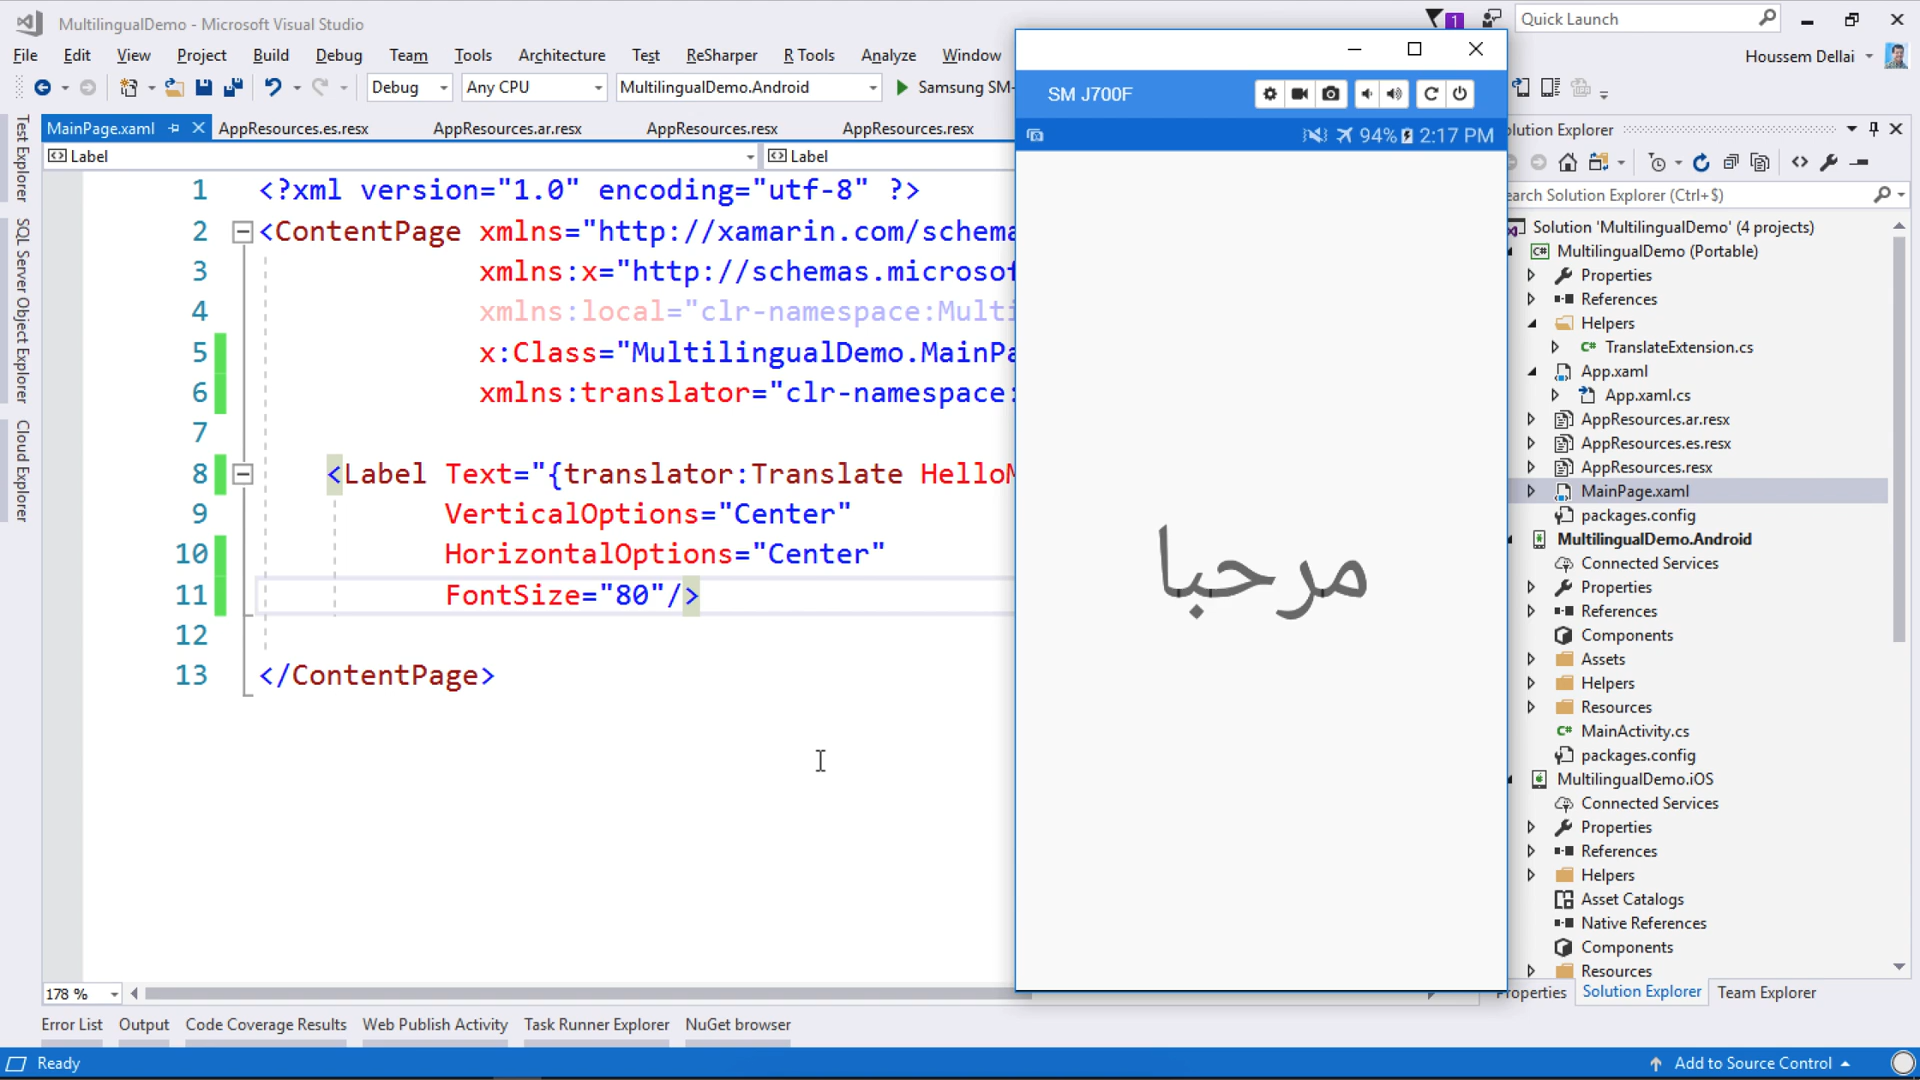 MultilingualDemo - Microsoft Visual Studio
1
Quick Launch
File Edit View Project Build Debug Team Tools Architecture Test ReSharper R Tools Analyze Window
Houssem Dellai
Debug Any CPU MultilingualDemo.Android Samsung SM-
MainPage.xaml AppResources.es.resx AppResources.ar.resx AppResources.resx AppResources.resx
Label Label
1 <?xml version="1.0" encoding="utf-8" ?>
2 <ContentPage xmlns="http://xamarin.com/schema
3 xmlns:x="http://schemas.microsof
4 xmlns:local="clr-namespace:Multi
5 x:Class="MultilingualDemo.MainPa
6 xmlns:translator="clr-namespace:
7
8 <Label Text="{translator:Translate HelloM
9 VerticalOptions="Center"
10 HorizontalOptions="Center"
11 FontSize="80"/>
12
13 </ContentPage>
178 %
Test Explorer
SQL Server Object Explorer
Cloud Explorer
SM J700F
94% 2:17 PM
مرحبا
olution Explorer
earch Solution Explorer (Ctrl+$)
Solution 'MultilingualDemo' (4 projects)
C# MultilingualDemo (Portable)
Properties
References
Helpers
C# TranslateExtension.cs
App.xaml
App.xaml.cs
AppResources.ar.resx
AppResources.es.resx
AppResources.resx
MainPage.xaml
packages.config
MultilingualDemo.Android
Connected Services
Properties
References
Components
Assets
Helpers
Resources
C# MainActivity.cs
packages.config
MultilingualDemo.iOS
Connected Services
Properties
References
Helpers
Asset Catalogs
Native References
Components
Resources
Properties Solution Explorer Team Explorer
Error List Output Code Coverage Results Web Publish Activity Task Runner Explorer NuGet browser
Ready
Add to Source Control